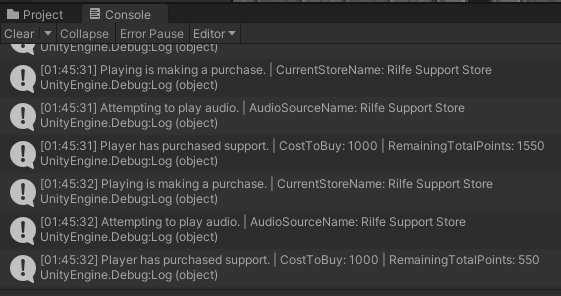 Project
Console
Clear
Collapse
Error Pause
Editor
UnityEngine.Debug:Log (object)
[01:45:31] Playing is making a purchase. | CurrentStoreName: Rilfe Support Store
UnityEngine.Debug:Log (object)
[01:45:31] Attempting to play audio. | AudioSourceName: Rilfe Support Store
UnityEngine.Debug:Log (object)
[01:45:31] Player has purchased support. | CostToBuy: 1000 | RemainingTotalPoints: 1550
UnityEngine.Debug:Log (object)
[01:45:32] Playing is making a purchase. | CurrentStoreName: Rilfe Support Store
UnityEngine.Debug:Log (object)
[01:45:32] Attempting to play audio. | AudioSourceName: Rilfe Support Store
UnityEngine.Debug:Log (object)
[01:45:32] Player has purchased support. | CostToBuy: 1000 | RemainingTotalPoints: 550
UnityEngine.Debug:Log (object)